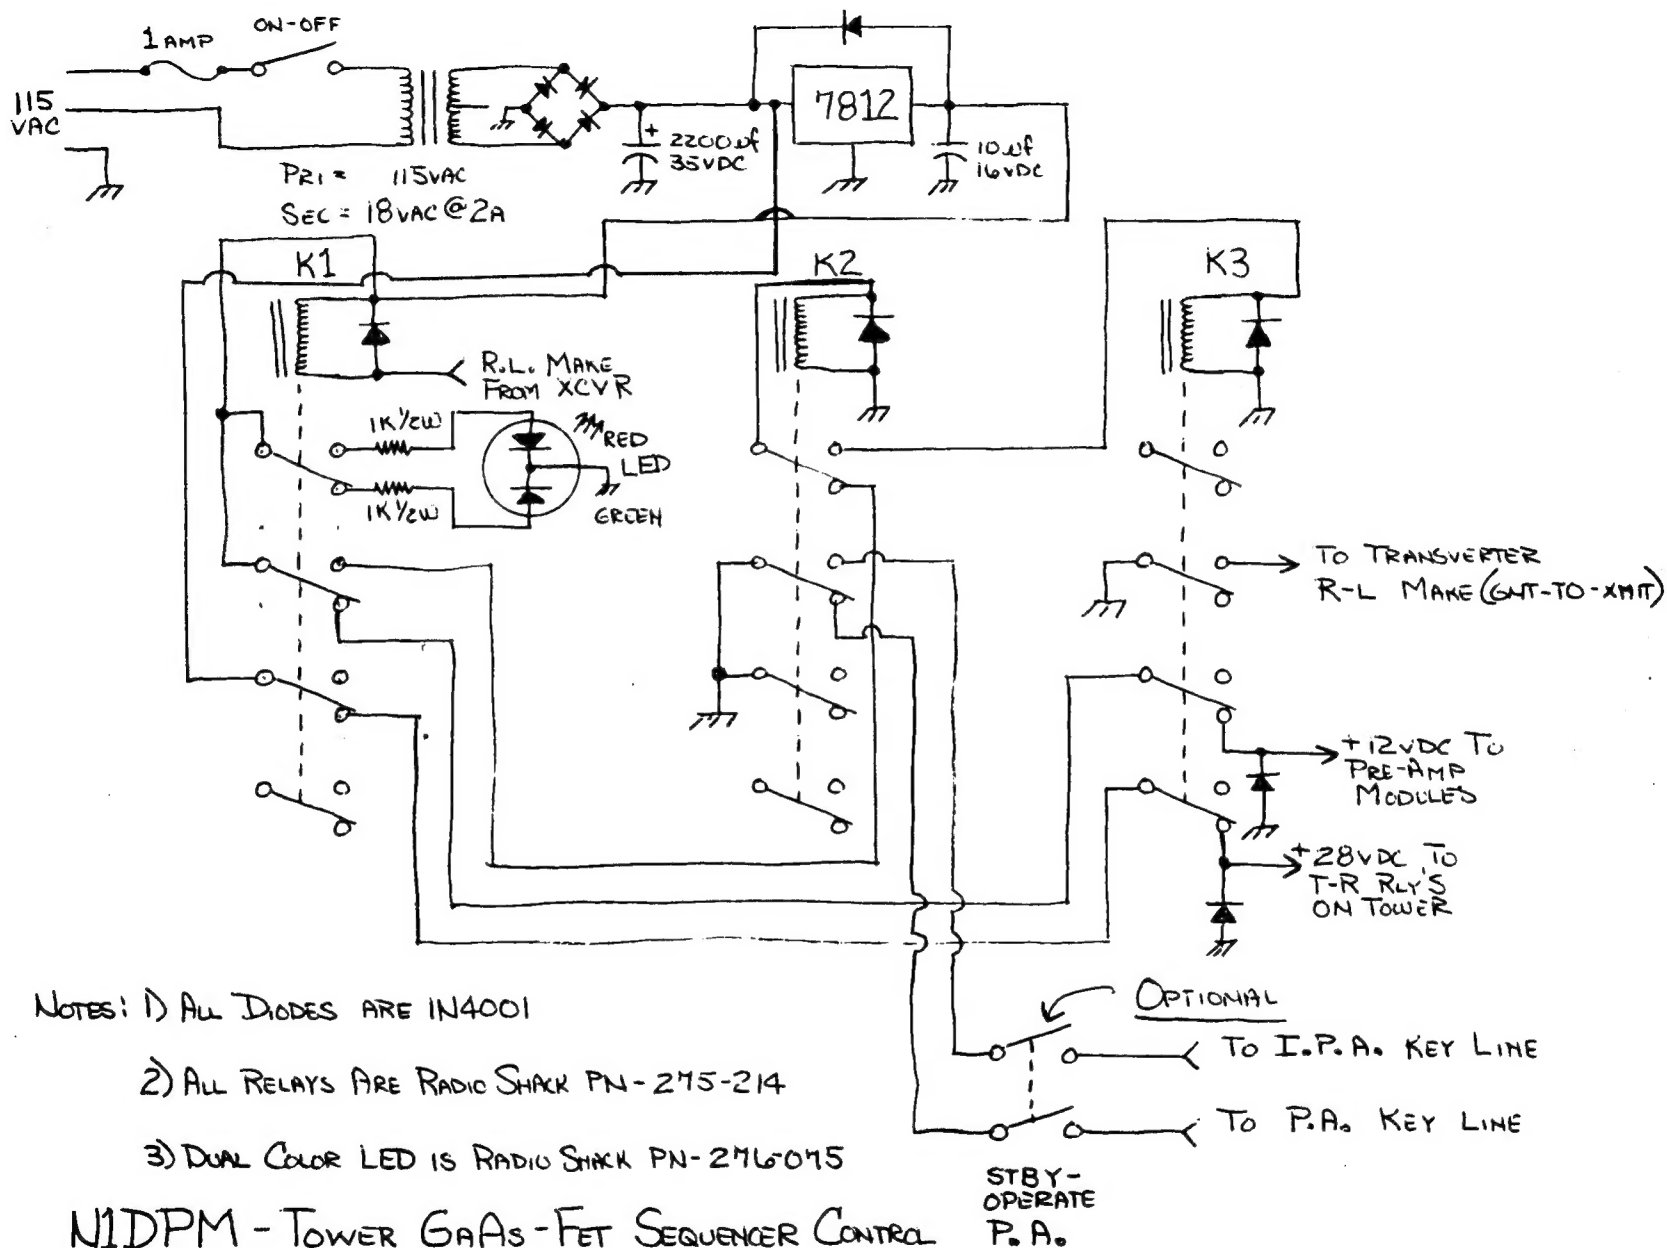 1 AMP
ON-OFF
115
VAC
PRI = 115VAC
SEC = 18VAC @ 2A
2200 uf
35VDC
7812
10 uf
16VDC
K1
K2
K3
R.L. MAKE
FROM XCVR
1K 1/2W
RED
LED
1K 1/2W
GREEN
TO TRANSVERTER
R-L MAKE (GNT-TO-XMIT)
+12VDC TO
PRE-AMP
MODULES
+28VDC TO
T-R RLY'S
ON TOWER
OPTIONAL
TO I.P.A. KEY LINE
TO P.A. KEY LINE
STBY-
OPERATE
P.A.
NOTES: 1) ALL DIODES ARE 1N4001
2) ALL RELAYS ARE RADIO SHACK PN-275-214
3) DUAL COLOR LED IS RADIO SHACK PN-276-075
N1DPM - TOWER GaAs-FET SEQUENCER CONTROL